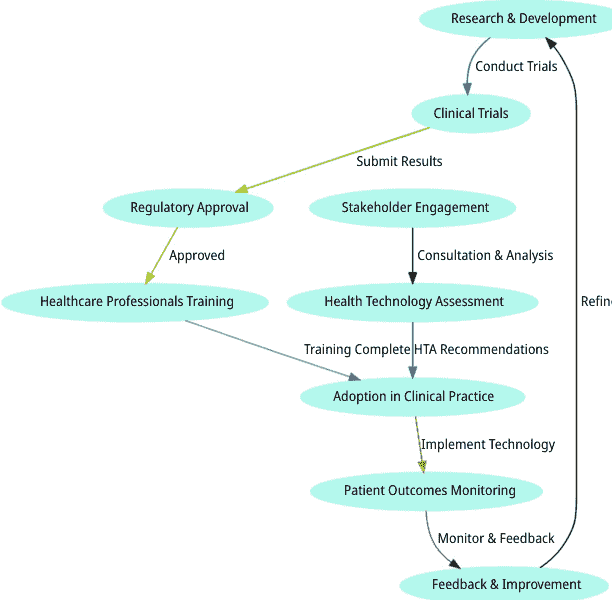 Research & Development
Conduct Trials
Clinical Trials
Submit Results
Regulatory Approval
Stakeholder Engagement
Approved
Consultation & Analysis
Healthcare Professionals Training
Health Technology Assessment
Refin
Training Complete
HTA Recommendations
Adoption in Clinical Practice
Implement Technology
Patient Outcomes Monitoring
Monitor & Feedback
Feedback & Improvement